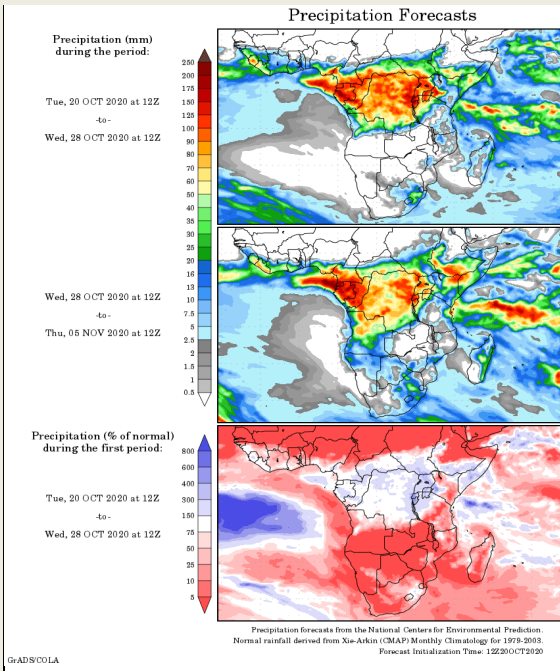 Precipitation Forecasts
Precipitation (mm)
during the period:
Tue, 20 OCT 2020 at 12Z
-to-
Wed, 28 OCT 2020 at 12Z
250
200
175
150
125
100
90
80
70
60
50
40
35
30
25
20
16
13
10
7.5
5
2.5
2
1.5
1
0.5
Wed, 28 OCT 2020 at 12Z
-to-
Thu, 05 NOV 2020 at 12Z
Precipitation (% of normal)
during the first period:
Tue, 20 OCT 2020 at 12Z
-to-
Wed, 28 OCT 2020 at 12Z
800
600
400
300
150
75
50
25
10
5
Precipitation forecasts from the National Centers for Environmental Prediction.
Normal rainfall derived from Xie-Arkin (CMAP) Monthly Climatology for 1979-2003.
Forecast Initialization Time: 12Z20OCT2020
GrADS/COLA